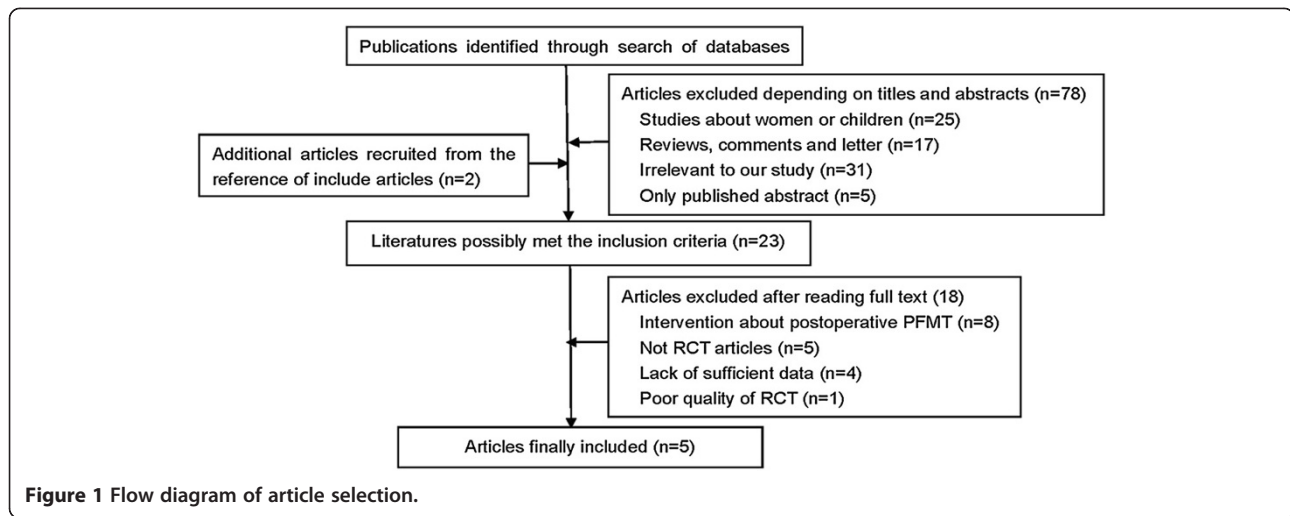 Publications identified through search of databases
Articles excluded depending on titles and abstracts (n=78)
Studies about women or children (n=25)
Reviews, comments and letter (n=17)
Irrelevant to our study (n=31)
Only published abstract (n=5)
Additional articles recruited from the
reference of include articles (n=2)
Literatures possibly met the inclusion criteria (n=23)
Articles excluded after reading full text (18)
Intervention about postoperative PFMT (n=8)
Not RCT articles (n=5)
Lack of sufficient data (n=4)
Poor quality of RCT (n=1)
Articles finally included (n=5)
Figure 1 Flow diagram of article selection.